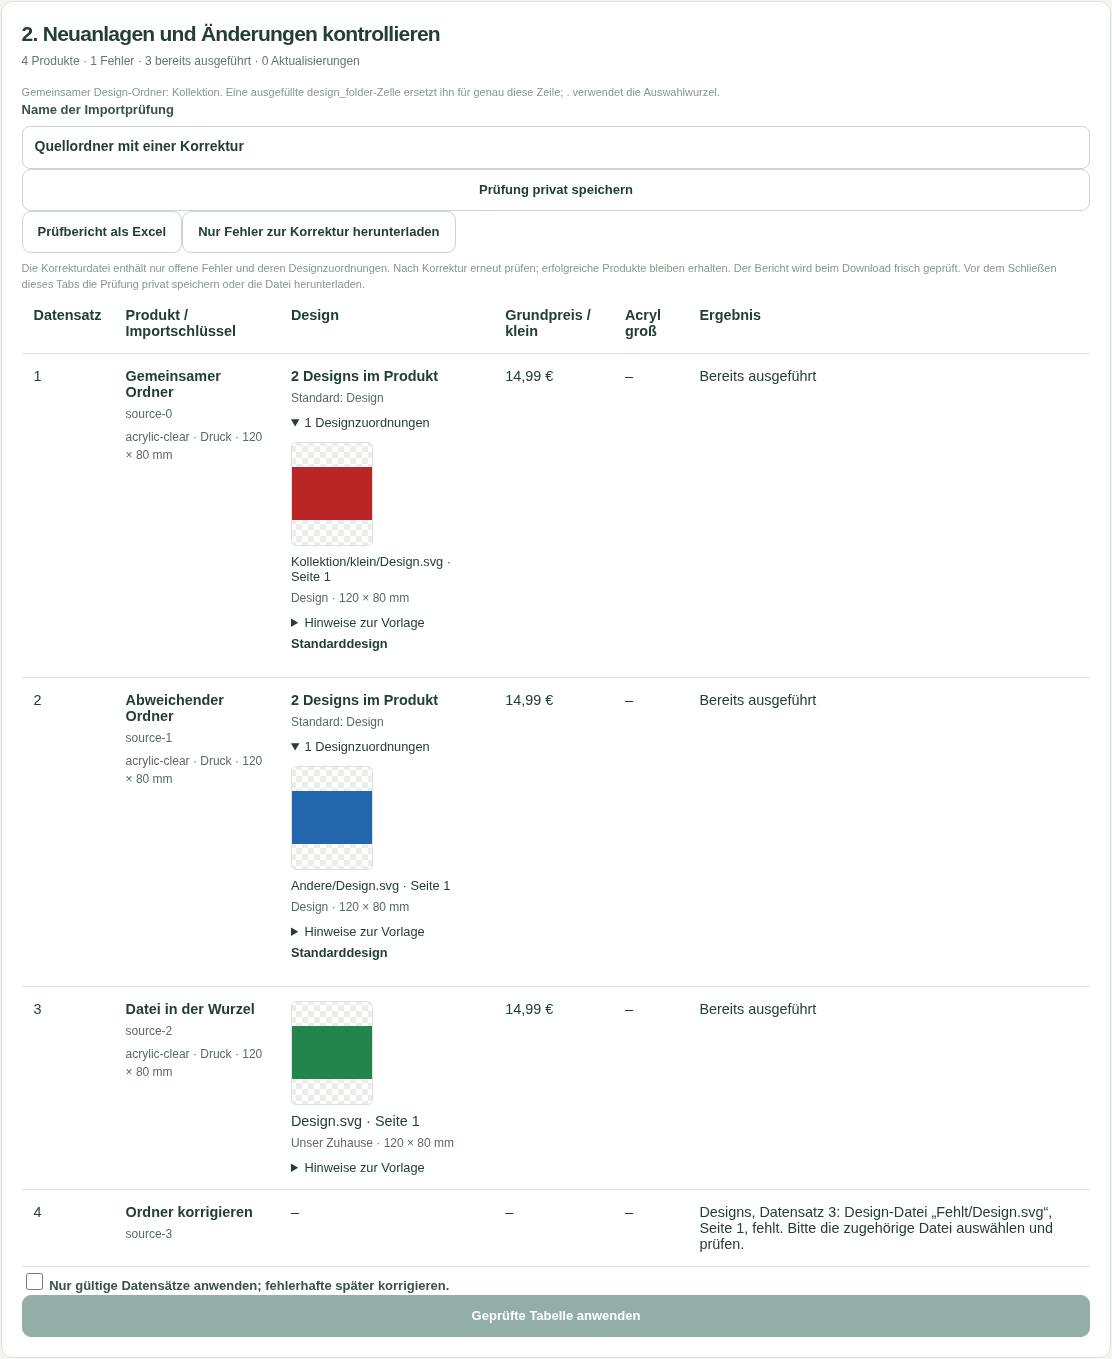 2. Neuanlagen und Änderungen kontrollieren
4 Produkte · 1 Fehler · 3 bereits ausgeführt · 0 Aktualisierungen
Gemeinsamer Design-Ordner: Kollektion. Eine ausgefüllte design_folder-Zelle ersetzt ihn für genau diese Zeile; . verwendet die Auswahlwurzel.
Name der Importprüfung
Quellordner mit einer Korrektur
Prüfung privat speichern
Prüfbericht als Excel
Nur Fehler zur Korrektur herunterladen
Die Korrekturdatei enthält nur offene Fehler und deren Designzuordnungen. Nach Korrektur erneut prüfen; erfolgreiche Produkte bleiben erhalten. Der Bericht wird beim Download frisch geprüft. Vor dem Schließen
dieses Tabs die Prüfung privat speichern oder die Datei herunterladen.
Datensatz
Produkt /
Importschlüssel
Design
Grundpreis /
klein
Acryl
groß
Ergebnis
1
Gemeinsamer
Ordner
source-0
acrylic-clear · Druck · 120
× 80 mm
2 Designs im Produkt
Standard: Design
▼ 1 Designzuordnungen
Kollektion/klein/Design.svg ·
Seite 1
Design · 120 × 80 mm
▶ Hinweise zur Vorlage
Standarddesign
14,99 €
–
Bereits ausgeführt
2
Abweichender
Ordner
source-1
acrylic-clear · Druck · 120
× 80 mm
2 Designs im Produkt
Standard: Design
▼ 1 Designzuordnungen
Andere/Design.svg · Seite 1
Design · 120 × 80 mm
▶ Hinweise zur Vorlage
Standarddesign
14,99 €
–
Bereits ausgeführt
3
Datei in der Wurzel
source-2
acrylic-clear · Druck · 120
× 80 mm
Design.svg · Seite 1
Unser Zuhause · 120 × 80 mm
▶ Hinweise zur Vorlage
14,99 €
–
Bereits ausgeführt
4
Ordner korrigieren
source-3
–
–
–
Designs, Datensatz 3: Design-Datei „Fehlt/Design.svg“,
Seite 1, fehlt. Bitte die zugehörige Datei auswählen und
prüfen.
Nur gültige Datensätze anwenden; fehlerhafte später korrigieren.
Geprüfte Tabelle anwenden